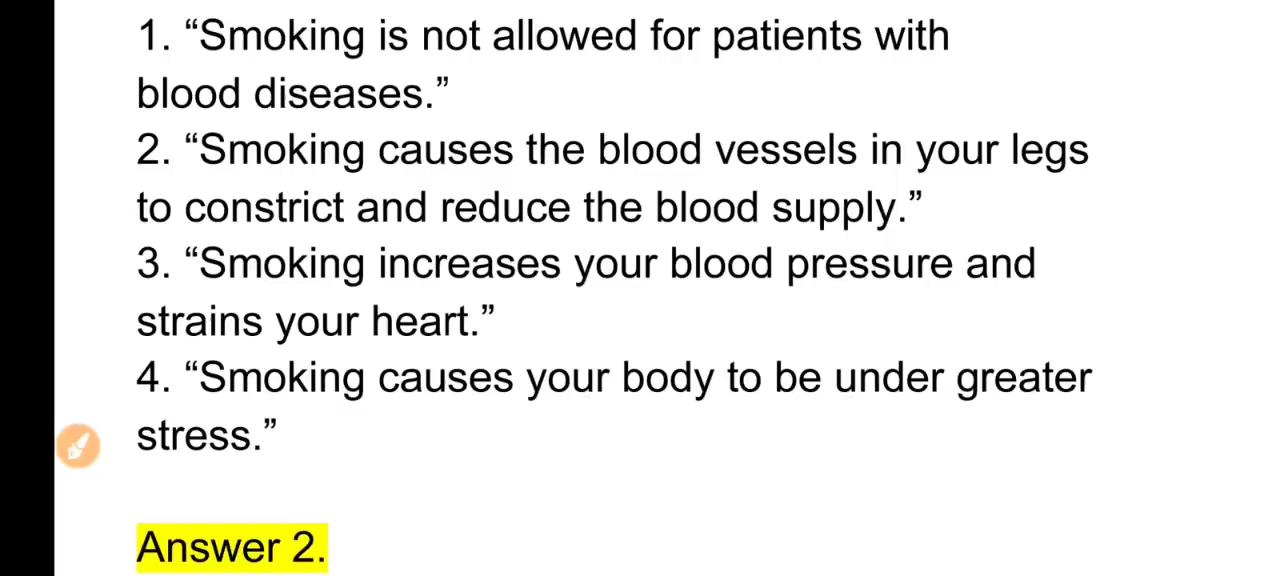 1. “Smoking is not allowed for patients with
blood diseases.”
2. “Smoking causes the blood vessels in your legs
to constrict and reduce the blood supply.”
3. “Smoking increases your blood pressure and
strains your heart.”
4. “Smoking causes your body to be under greater
stress.”
Answer 2.